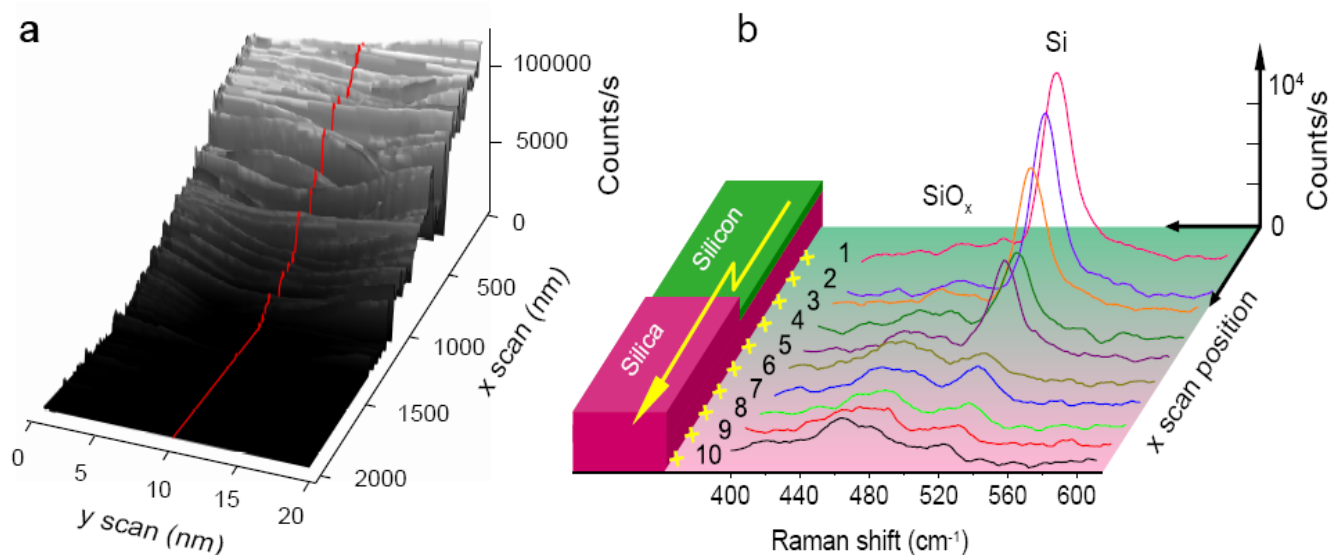 a
100000
5000
0
Counts/s
500
1000
1500
2000
x scan (nm)
0
5
10
15
20
y scan (nm)
b
Si
SiOx
10⁴
0
Counts/s
Silicon
Silica
1
2
3
4
5
6
7
8
9
10
x scan position
400 440 480 520 560 600
Raman shift (cm⁻¹)